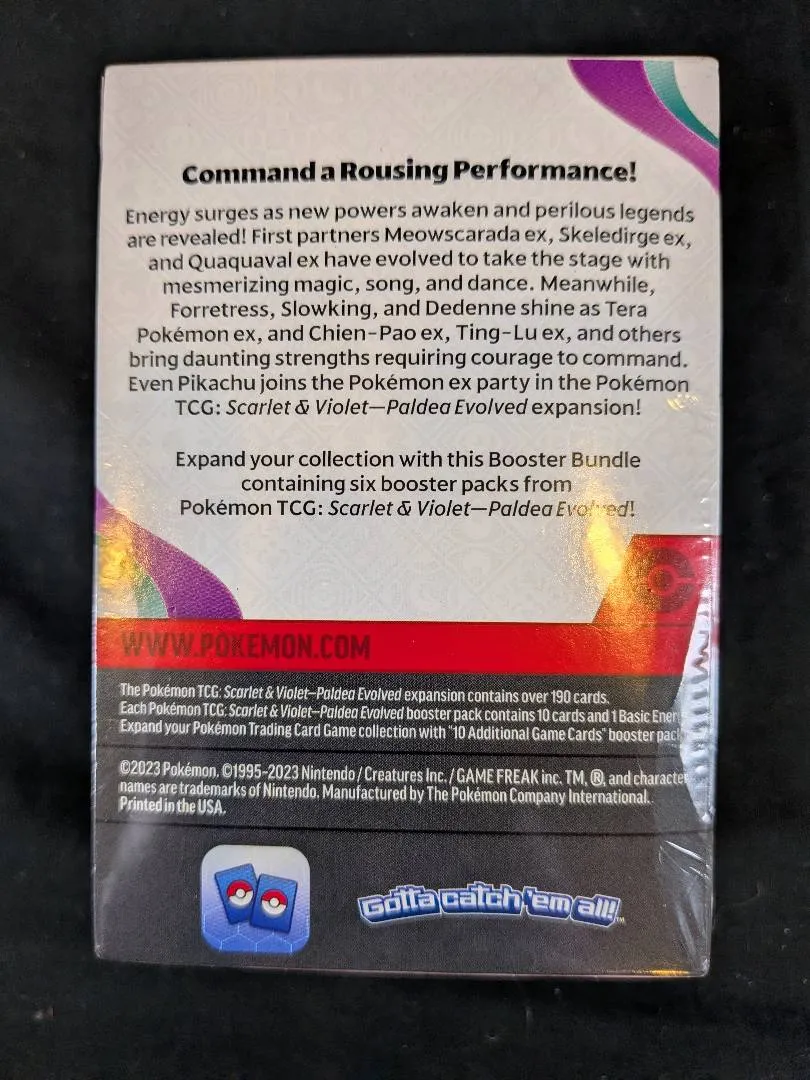 Command a Rousing Performance!
Energy surges as new powers awaken and perilous legends
are revealed! First partners Meowscarada ex, Skeledirge ex,
and Quaquaval ex have evolved to take the stage with
mesmerizing magic, song, and dance. Meanwhile,
Forretress, Slowking, and Dedenne shine as Tera
Pokémon ex, and Chien-Pao ex, Ting-Lu ex, and others
bring daunting strengths requiring courage to command.
Even Pikachu joins the Pokémon ex party in the Pokémon
TCG: Scarlet & Violet—Paldea Evolved expansion!
Expand your collection with this Booster Bundle
containing six booster packs from
Pokémon TCG: Scarlet & Violet—Paldea Evolved!
WWW.POKEMON.COM
The Pokémon TCG: Scarlet & Violet—Paldea Evolved expansion contains over 190 cards.
Each Pokémon TCG: Scarlet & Violet—Paldea Evolved booster pack contains 10 cards and 1 Basic Ener
Expand your Pokémon Trading Card Game collection with "10 Additional Game Cards" booster pac
©2023 Pokémon. ©1995–2023 Nintendo / Creatures Inc. / GAME FREAK inc. TM, ®, and character
names are trademarks of Nintendo. Manufactured by The Pokémon Company International.
Printed in the USA.
Gotta catch 'em all!™